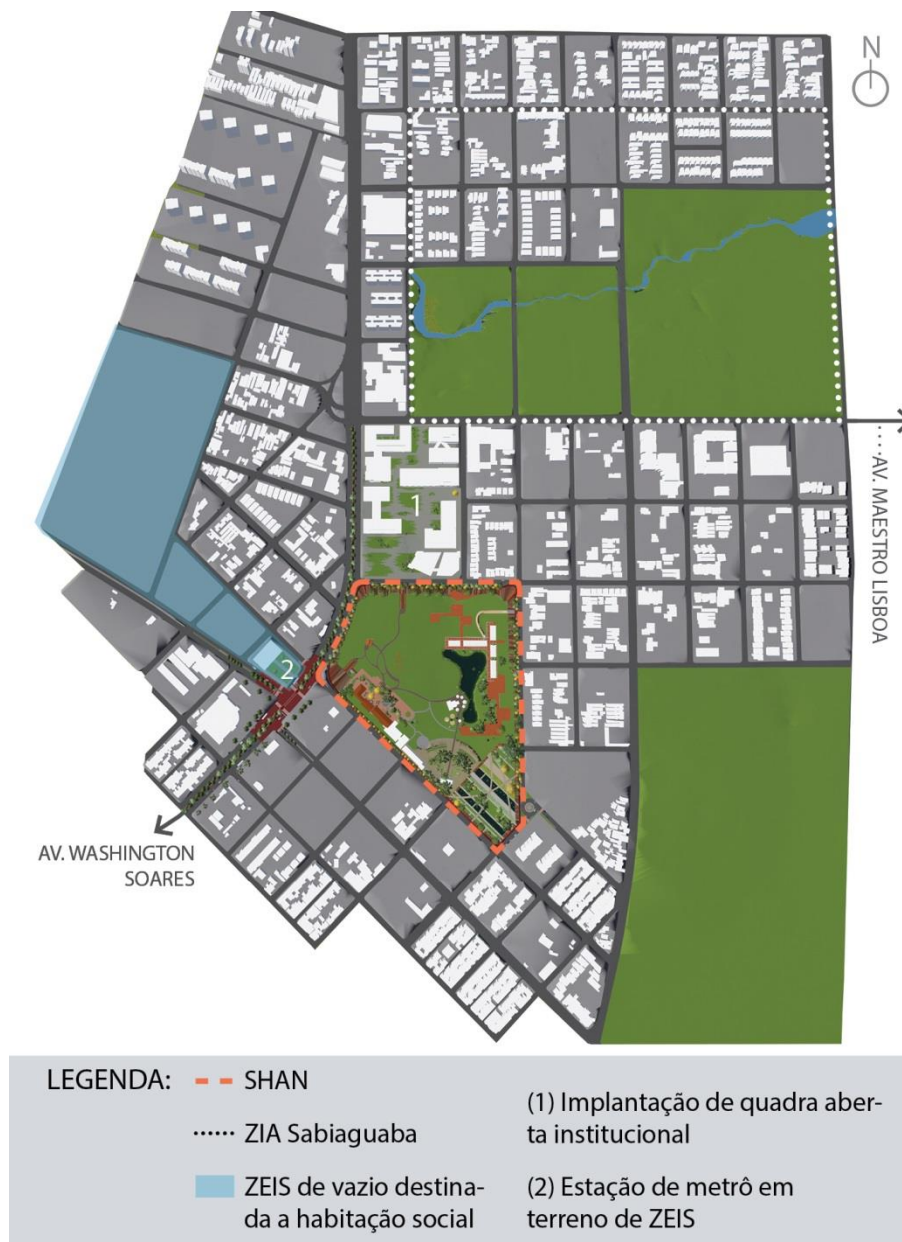 N
1
····AV. MAESTRO LISBOA
2
AV. WASHINGTON
SOARES
LEGENDA:
SHAN
ZIA Sabiaguaba
ZEIS de vazio destina-
da a habitação social
(1) Implantação de quadra aber-
ta institucional
(2) Estação de metrô em
terreno de ZEIS